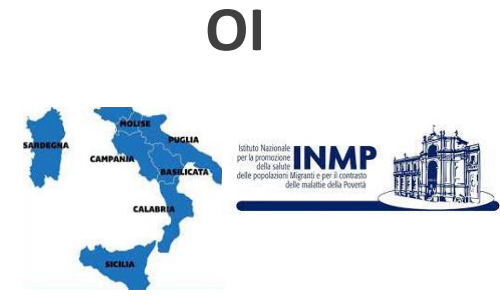 OI
MOLISE
SARDEGNA
PUGLIA
CAMPANIA
BASILICATA
CALABRIA
SICILIA
Istituto Nazionale
per la promozione
della salute
INMP
delle popolazioni Migranti e per il contrasto
delle malattie della Povertà